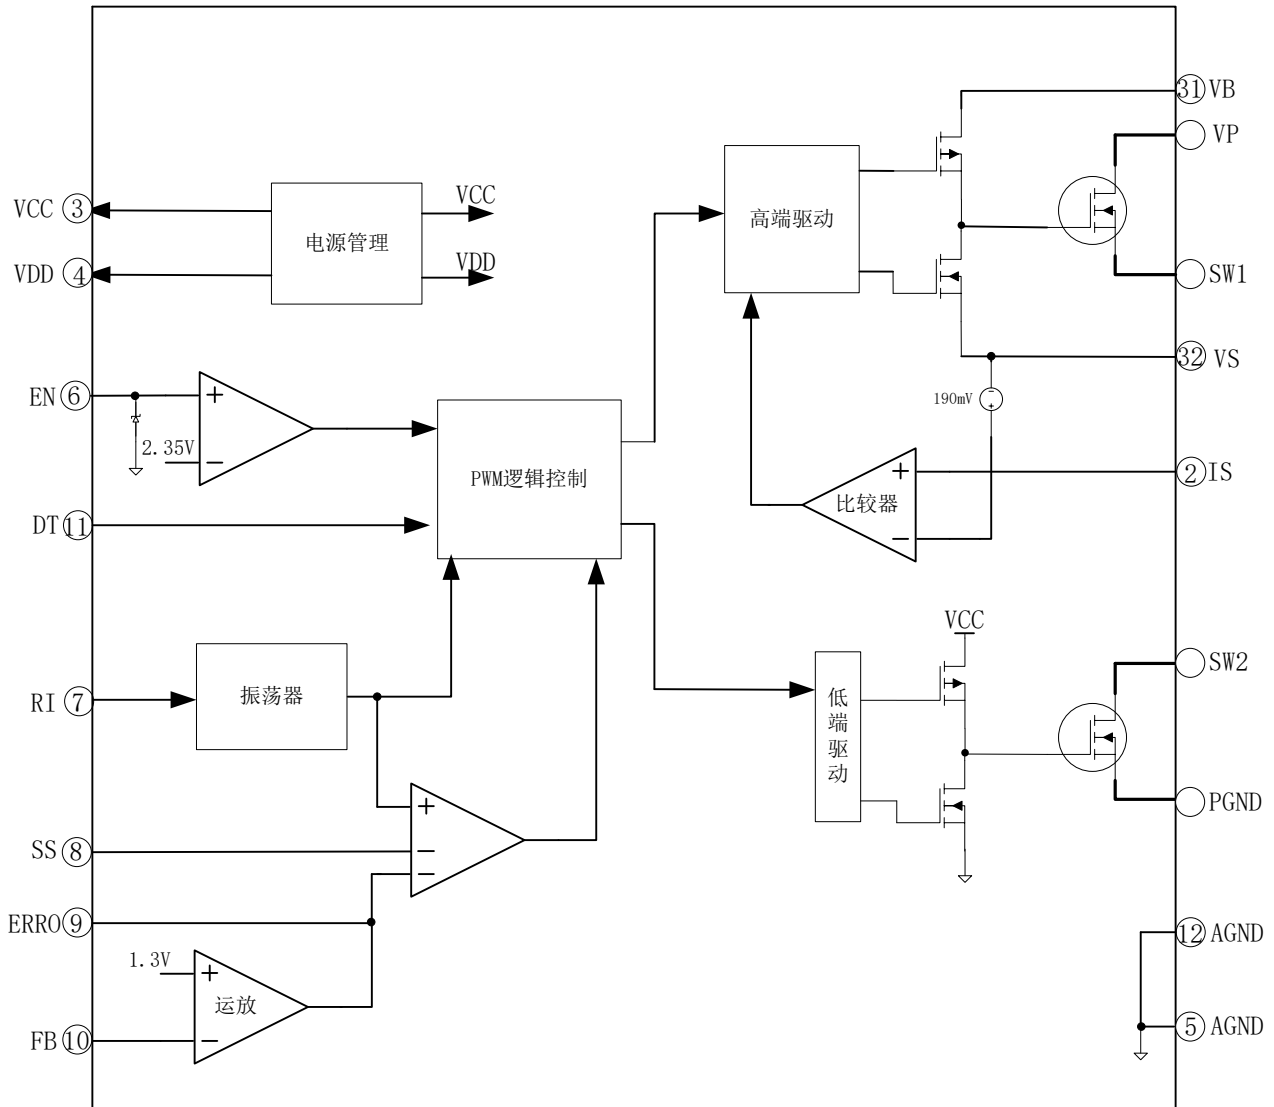 31 VB
VP
VCC 3
VCC
电源管理
高端驱动
VDD 4
VDD
SW1
32 VS
EN 6
+
190mV
-
+
2.35V
−
PWM逻辑控制
+
2 IS
比较器
−
DT 11
VCC
RI 7
振荡器
低端驱动
SW2
PGND
+
SS 8
−
−
ERRO 9
12 AGND
1.3V
+
运放
FB 10
−
5 AGND